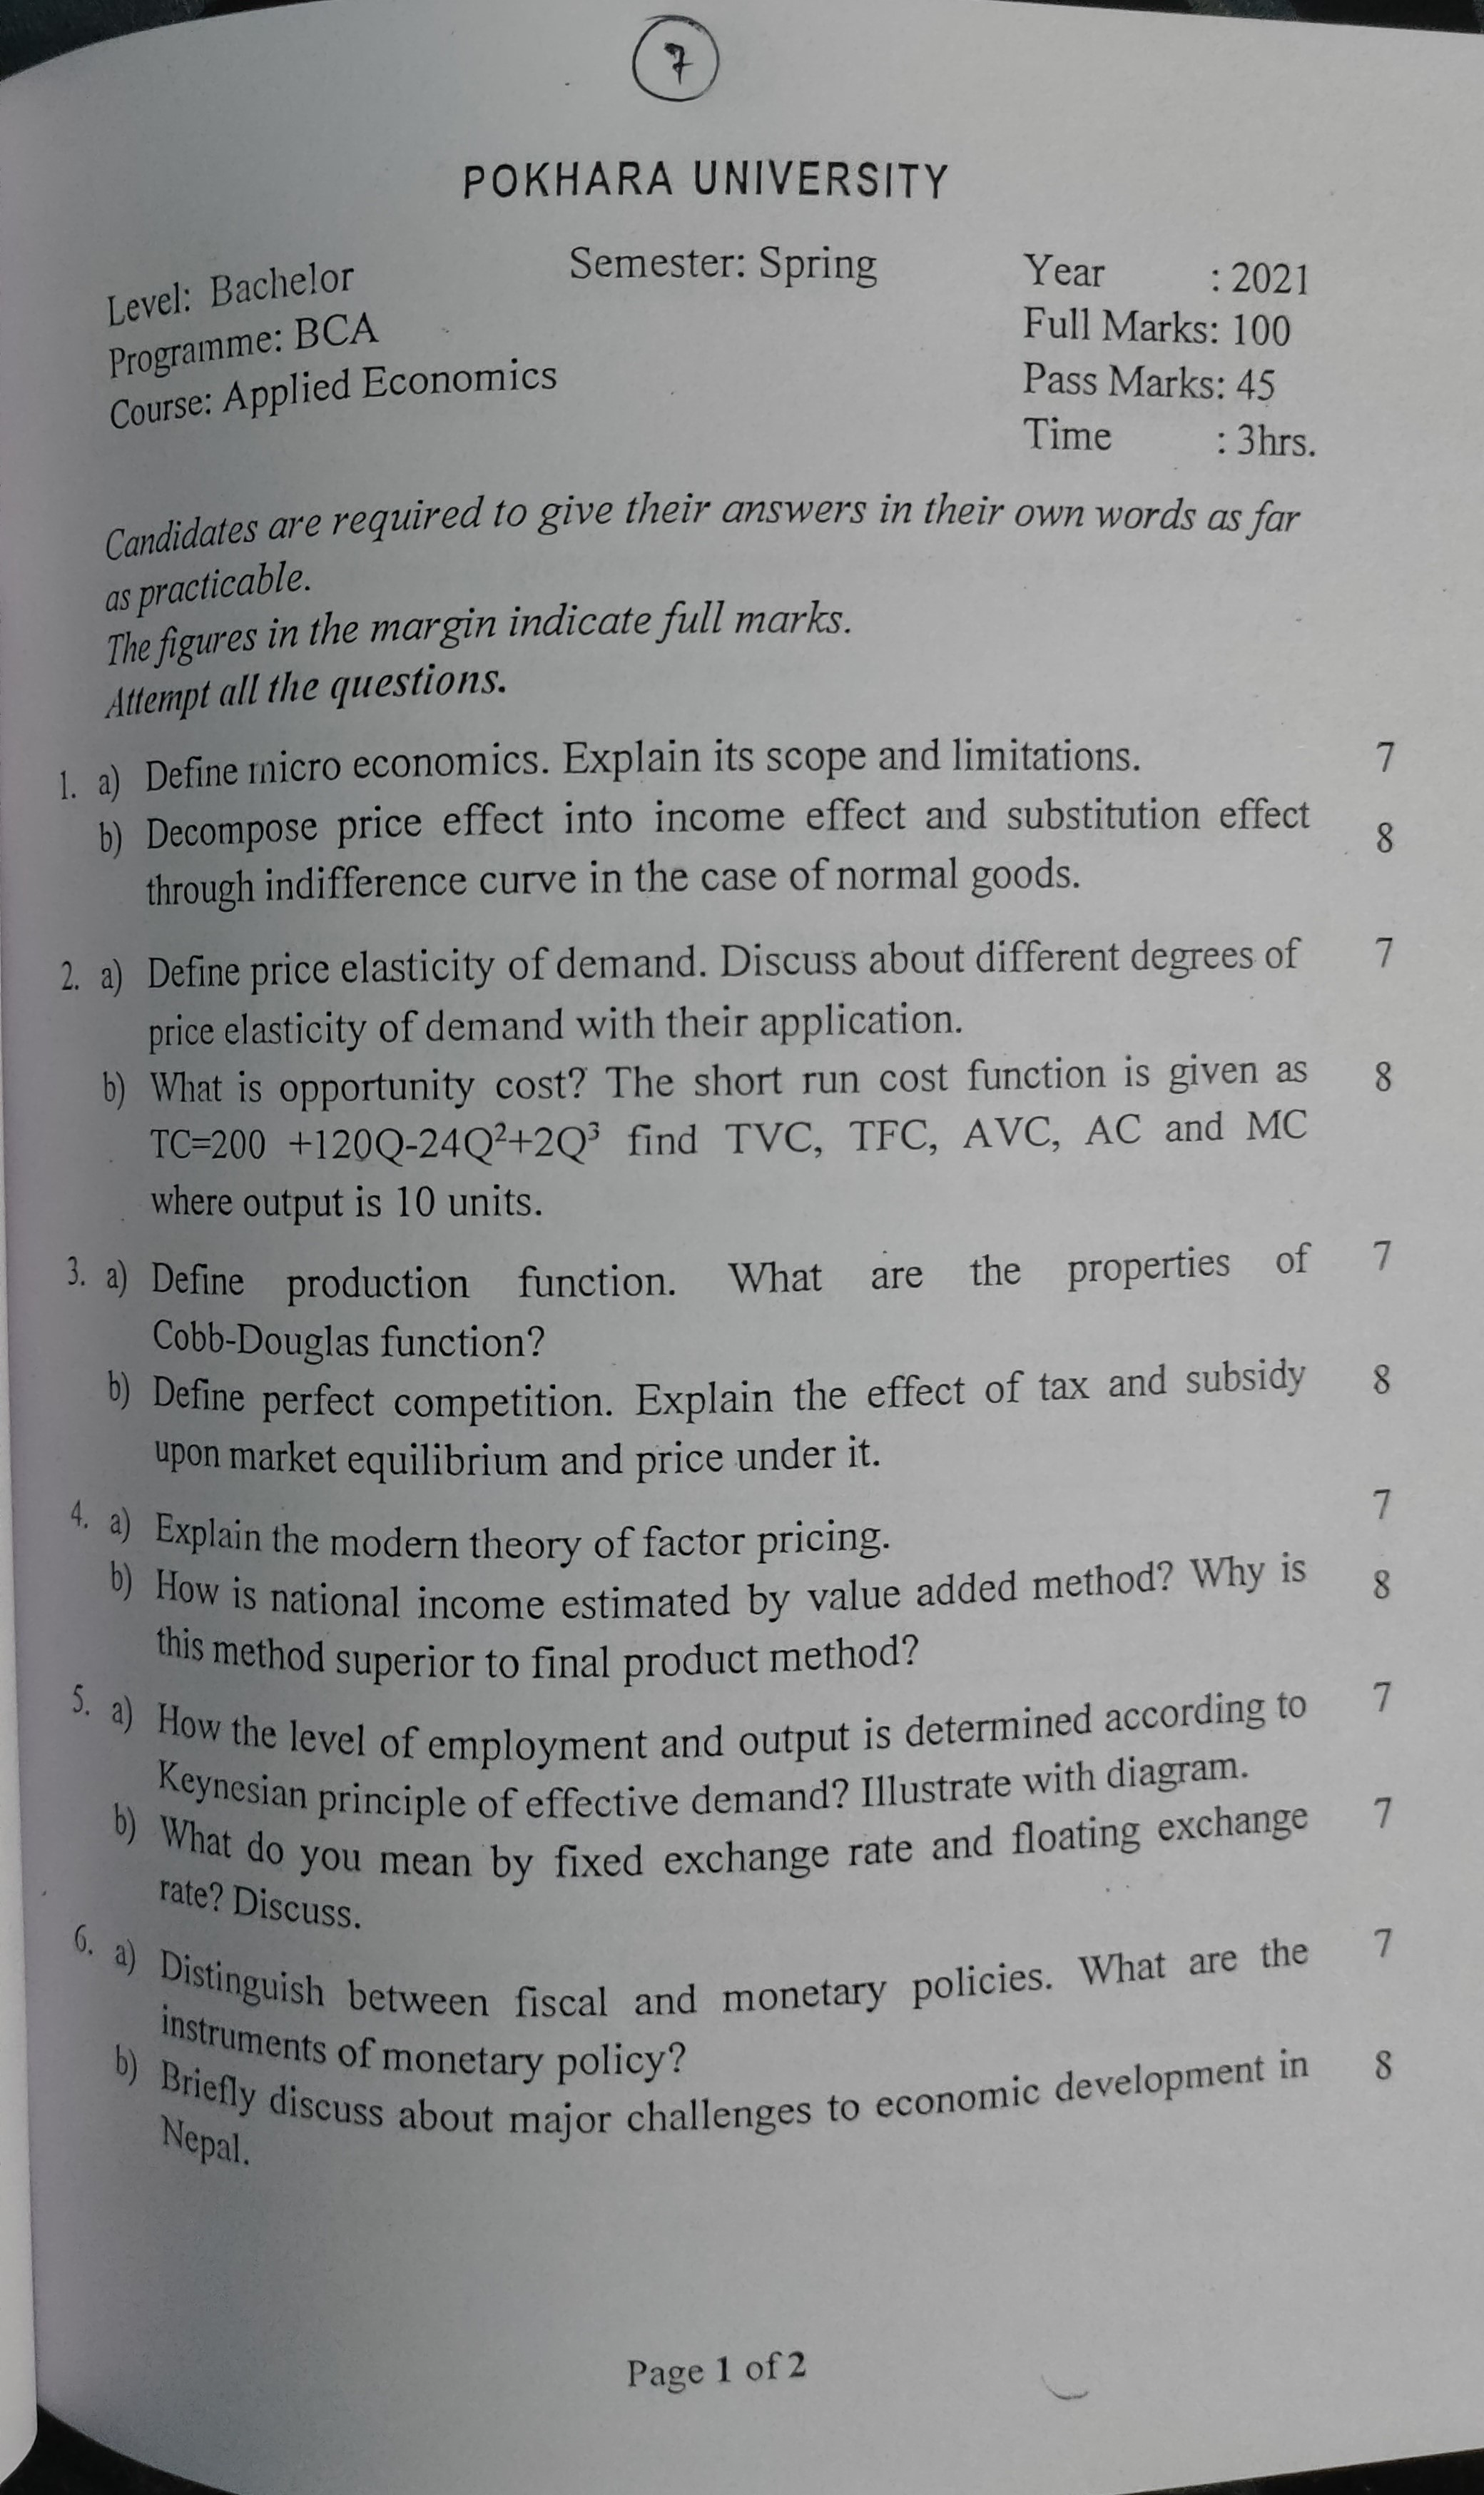 7
POKHARA UNIVERSITY
Level: Bachelor Semester: Spring Year : 2021
Programme: BCA Full Marks: 100
Course: Applied Economics Pass Marks: 45
Time : 3hrs.
Candidates are required to give their answers in their own words as far
as practicable.
The figures in the margin indicate full marks.
Attempt all the questions.
1. a) Define micro economics. Explain its scope and limitations. 7
b) Decompose price effect into income effect and substitution effect 8
through indifference curve in the case of normal goods.
2. a) Define price elasticity of demand. Discuss about different degrees of 7
price elasticity of demand with their application.
b) What is opportunity cost? The short run cost function is given as 8
TC=200 +120Q-24Q²+2Q³ find TVC, TFC, AVC, AC and MC
where output is 10 units.
3. a) Define production function. What are the properties of 7
Cobb-Douglas function?
b) Define perfect competition. Explain the effect of tax and subsidy 8
upon market equilibrium and price under it.
4. a) Explain the modern theory of factor pricing. 7
b) How is national income estimated by value added method? Why is 8
this method superior to final product method?
5. a) How the level of employment and output is determined according to 7
Keynesian principle of effective demand? Illustrate with diagram.
b) What do you mean by fixed exchange rate and floating exchange 7
rate? Discuss.
6. a) Distinguish between fiscal and monetary policies. What are the 7
instruments of monetary policy?
b) Briefly discuss about major challenges to economic development in 8
Nepal.
Page 1 of 2